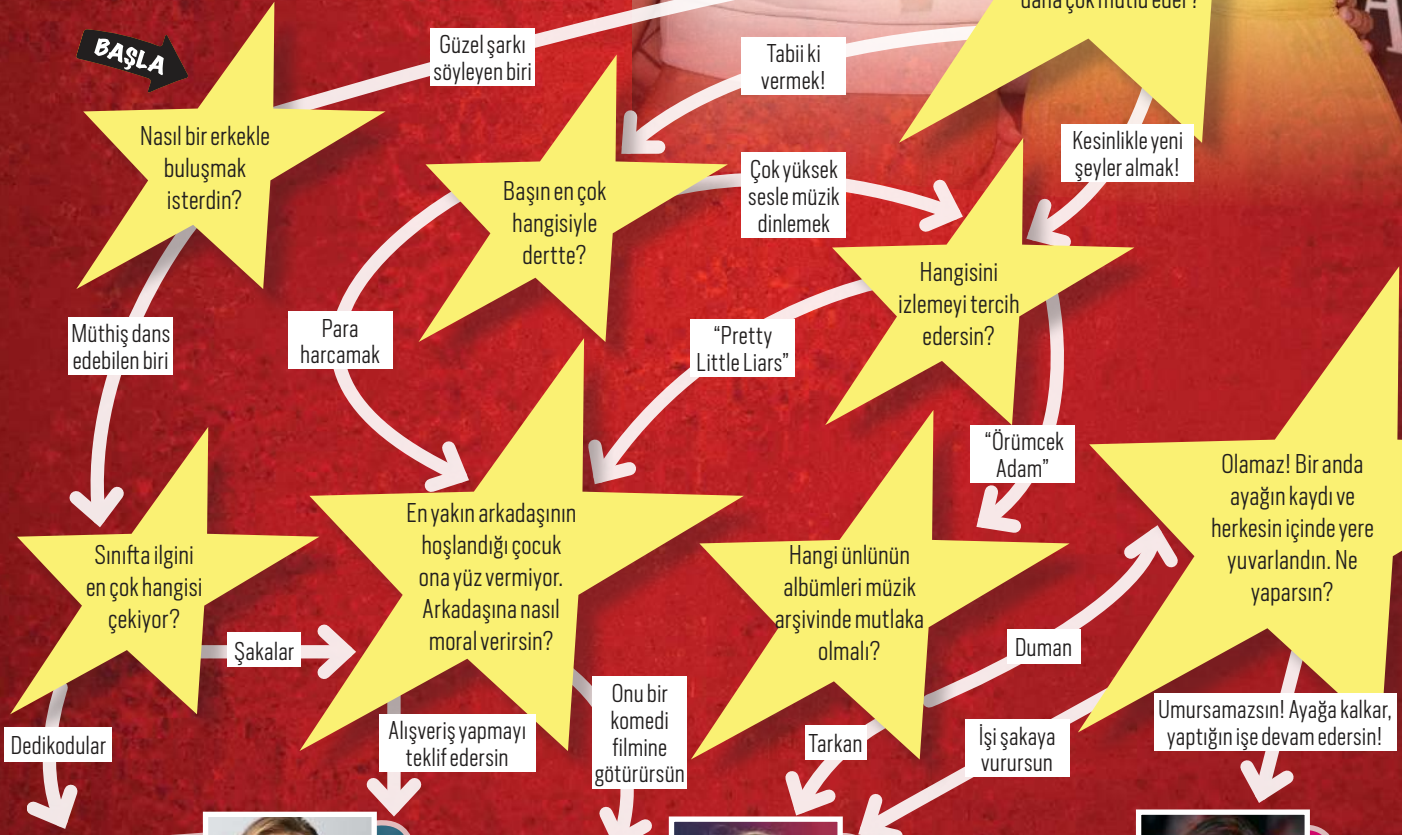 daha çok mutlu eder?
BAŞLA
Güzel şarkı
söyleyen biri
Tabii ki
vermek!
Nasıl bir erkekle
buluşmak
isterdin?
Kesinlikle yeni
şeyler almak!
Başın en çok
hangisiyle
dertte?
Çok yüksek
sesle müzik
dinlemek
Hangisini
izlemeyi tercih
edersin?
Müthiş dans
edebilen biri
Para
harcamak
“Pretty
Little Liars”
“Örümcek
Adam”
Olamaz! Bir anda
ayağın kaydı ve
herkesin içinde yere
yuvarlandın. Ne
yaparsın?
Sınıfta ilgini
en çok hangisi
çekiyor?
En yakın arkadaşının
hoşlandığı çocuk
ona yüz vermiyor.
Arkadaşına nasıl
moral verirsin?
Hangi ünlünün
albümleri müzik
arşivinde mutlaka
olmalı?
Şakalar
Duman
Dedikodular
Alışveriş yapmayı
teklif edersin
Onu bir
komedi
filmine
götürürsün
Tarkan
İşi şakaya
vurursun
Umursamazsın! Ayağa kalkar,
yaptığın işe devam edersin!